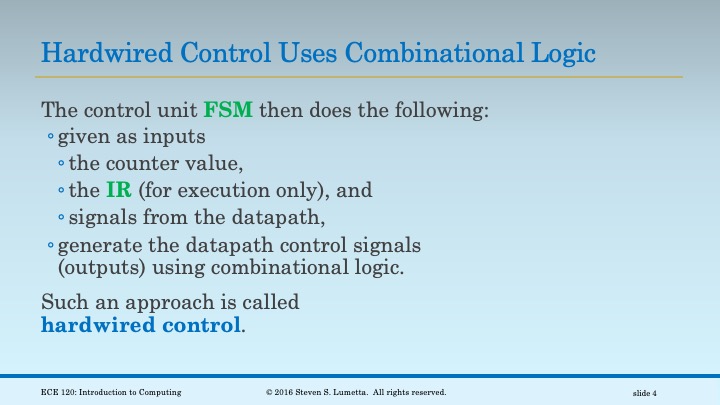 Hardwired Control Uses Combinational Logic
The control unit FSM then does the following:
◦given as inputs
◦the counter value,
◦the IR (for execution only), and
◦signals from the datapath,
◦generate the datapath control signals
(outputs) using combinational logic.
Such an approach is called
hardwired control.
ECE 120: Introduction to Computing
© 2016 Steven S. Lumetta. All rights reserved.
slide 4